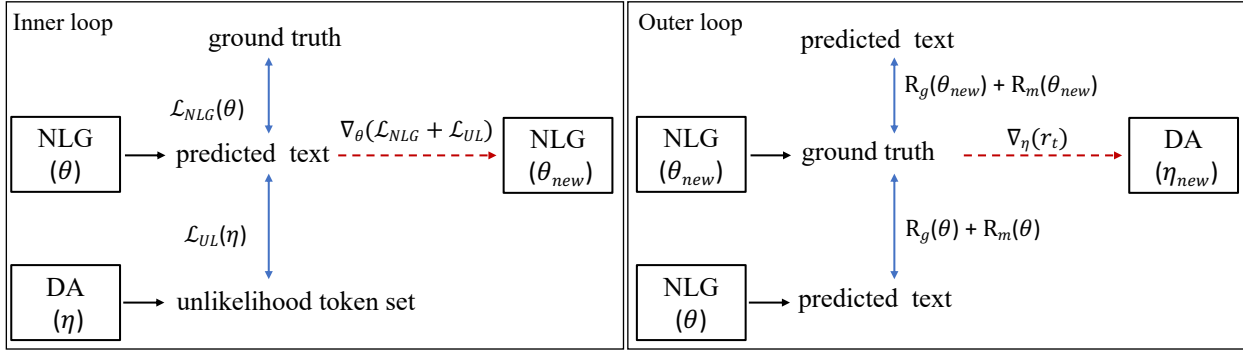 Inner loop
ground truth
ℒ_NLG(θ)
NLG
(θ)
predicted text
∇_θ(ℒ_NLG + ℒ_UL)
NLG
(θ_new)
ℒ_UL(η)
DA
(η)
unlikelihood token set
Outer loop
predicted text
R_g(θ_new) + R_m(θ_new)
NLG
(θ_new)
ground truth
∇_η(r_t)
DA
(η_new)
R_g(θ) + R_m(θ)
NLG
(θ)
predicted text